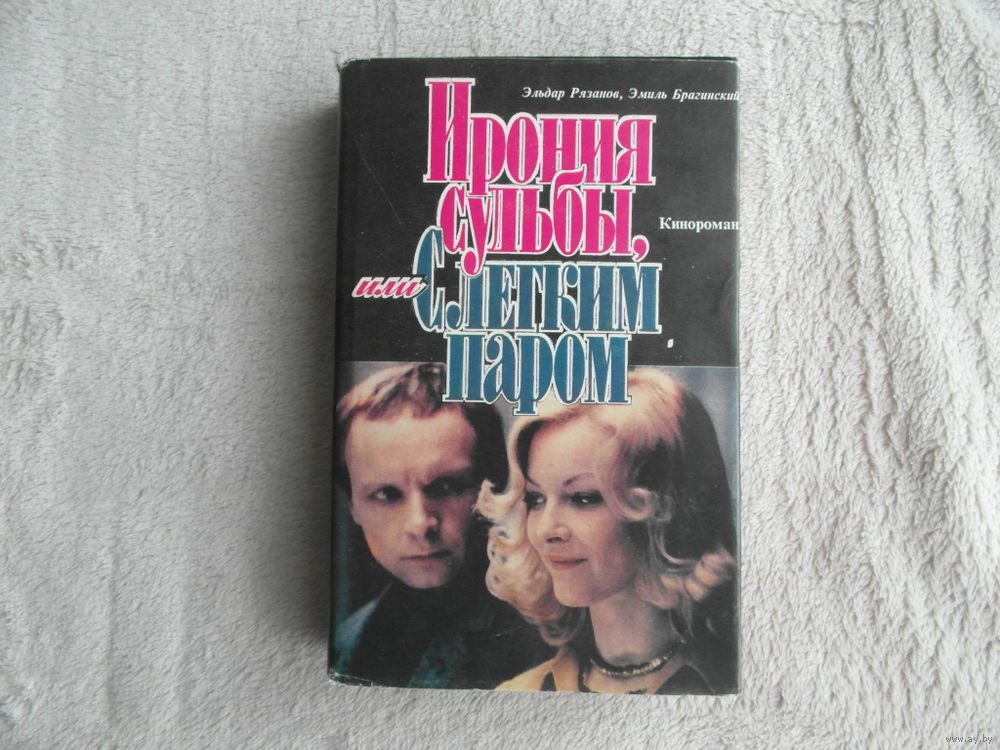 Эльдар Рязанов, Эмиль Брагинский
Ирония
судьбы,
Кинороман
или С легким
паром
www.ay.by